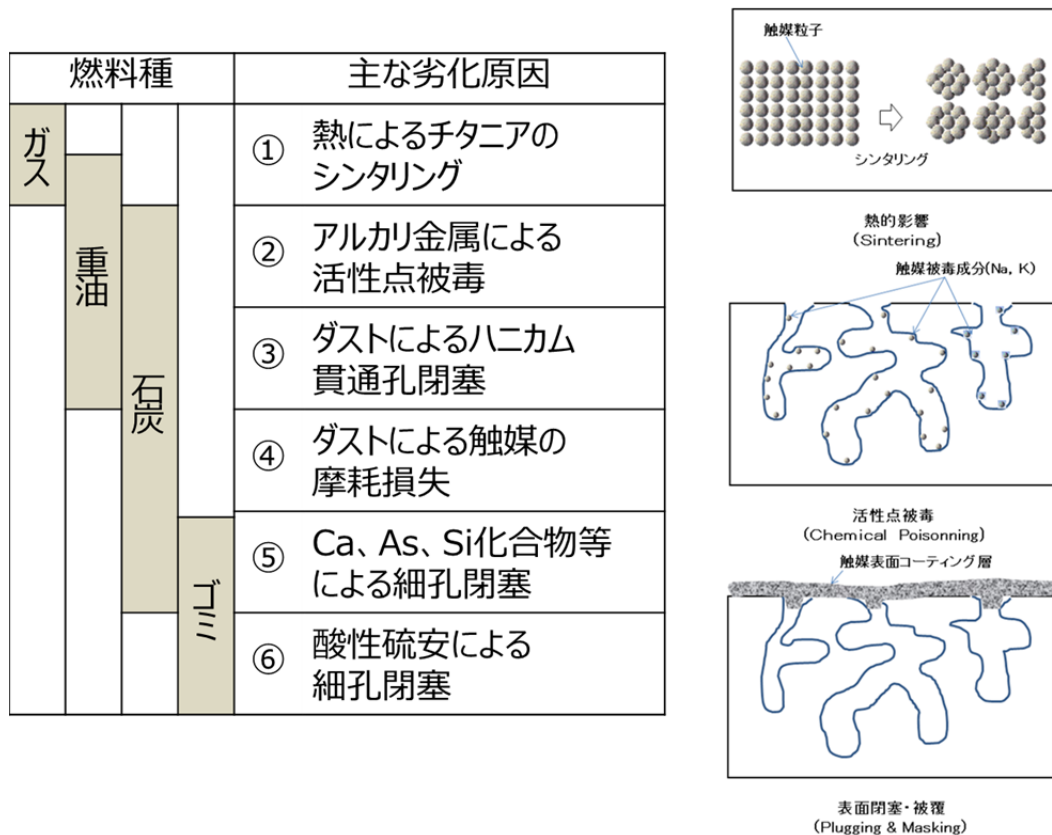 燃料種
主な劣化原因
ガス
重油
石炭
ゴミ
① 熱によるチタニアの
シンタリング
② アルカリ金属による
活性点被毒
③ ダストによるハニカム
貫通孔閉塞
④ ダストによる触媒の
摩耗損失
⑤ Ca、As、Si化合物等
による細孔閉塞
⑥ 酸性硫安による
細孔閉塞
触媒粒子
シンタリング
熱的影響
(Sintering)
触媒被毒成分(Na, K)
活性点被毒
(Chemical Poisonning)
触媒表面コーティング層
表面閉塞・被覆
(Plugging & Masking)